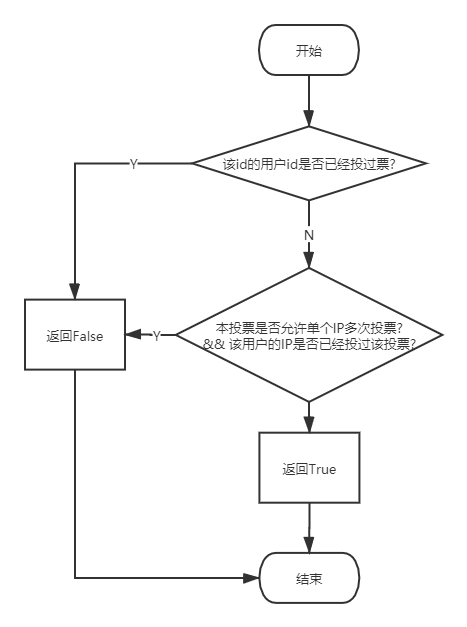 开始
该id的用户id是否已经投过票?
Y
N
本投票是否允许单个IP多次投票?
&& 该用户的IP是否已经投过该投票?
Y
返回False
返回True
结束